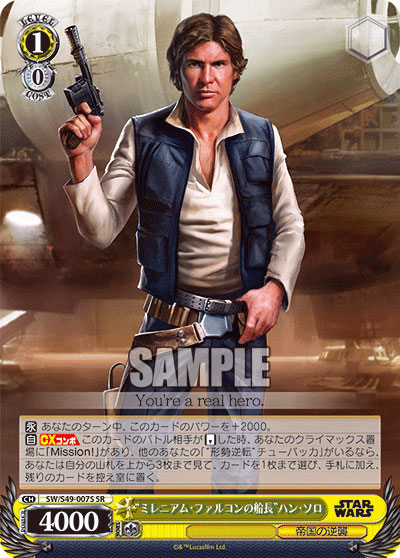 LEVEL
1
0
COST
SAMPLE
You're a real hero.
永 あなたのターン中、このカードのパワーを+2000。
自 CXコンボ このカードのバトル相手が した時、あなたのクライマックス置
場に「Mission!」があり、他のあなたの「“形勢逆転”チューバッカ」がいるな
ら、あなたは自分の山札を上から3枚まで見て、カードを1枚まで選び、手札に加え、
残りのカードを控え室に置く。
CH SW/S49-007S SR
“ミレニアム・ファルコンの船長”ハン・ソロ
STAR WARS
4000
帝国の逆襲
©&™Lucasfilm Ltd.